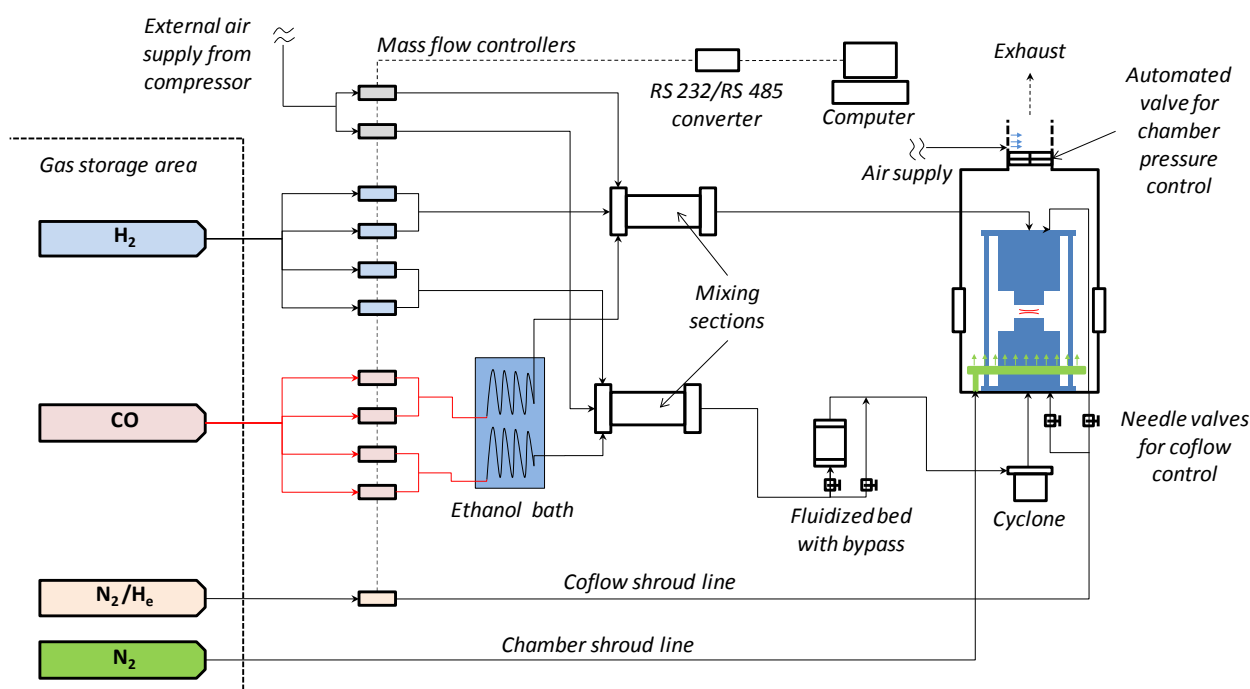 External air
supply from
compressor
Mass flow controllers
RS 232/RS 485
converter
Computer
Exhaust
Automated
valve for
chamber
pressure
control
Air supply
Gas storage area
H₂
Mixing
sections
CO
Ethanol bath
Fluidized bed
with bypass
Cyclone
Needle valves
for coflow
control
N₂/Hₑ
Coflow shroud line
N₂
Chamber shroud line